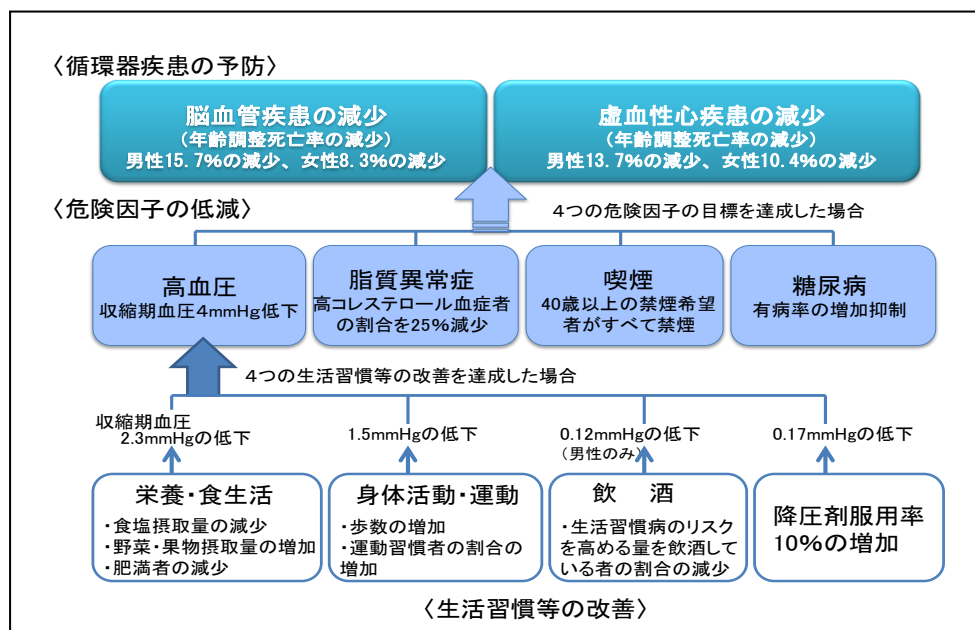 〈循環器疾患の予防〉
脳血管疾患の減少
（年齢調整死亡率の減少）
男性15.7%の減少、女性8.3%の減少
虚血性心疾患の減少
（年齢調整死亡率の減少）
男性13.7%の減少、女性10.4%の減少
〈危険因子の低減〉
４つの危険因子の目標を達成した場合
高血圧
収縮期血圧４mmHg低下
脂質異常症
高コレステロール血症者
の割合を25%減少
喫煙
40歳以上の禁煙希望
者がすべて禁煙
糖尿病
有病率の増加抑制
４つの生活習慣等の改善を達成した場合
収縮期血圧
2.3mmHgの低下
1.5mmHgの低下
0.12mmHgの低下
（男性のみ）
0.17mmHgの低下
栄養・食生活
・食塩摂取量の減少
・野菜・果物摂取量の増加
・肥満者の減少
身体活動・運動
・歩数の増加
・運動習慣者の割合の
増加
飲　酒
・生活習慣病のリスク
を高める量を飲酒して
いる者の割合の減少
降圧剤服用率
10%の増加
〈生活習慣等の改善〉